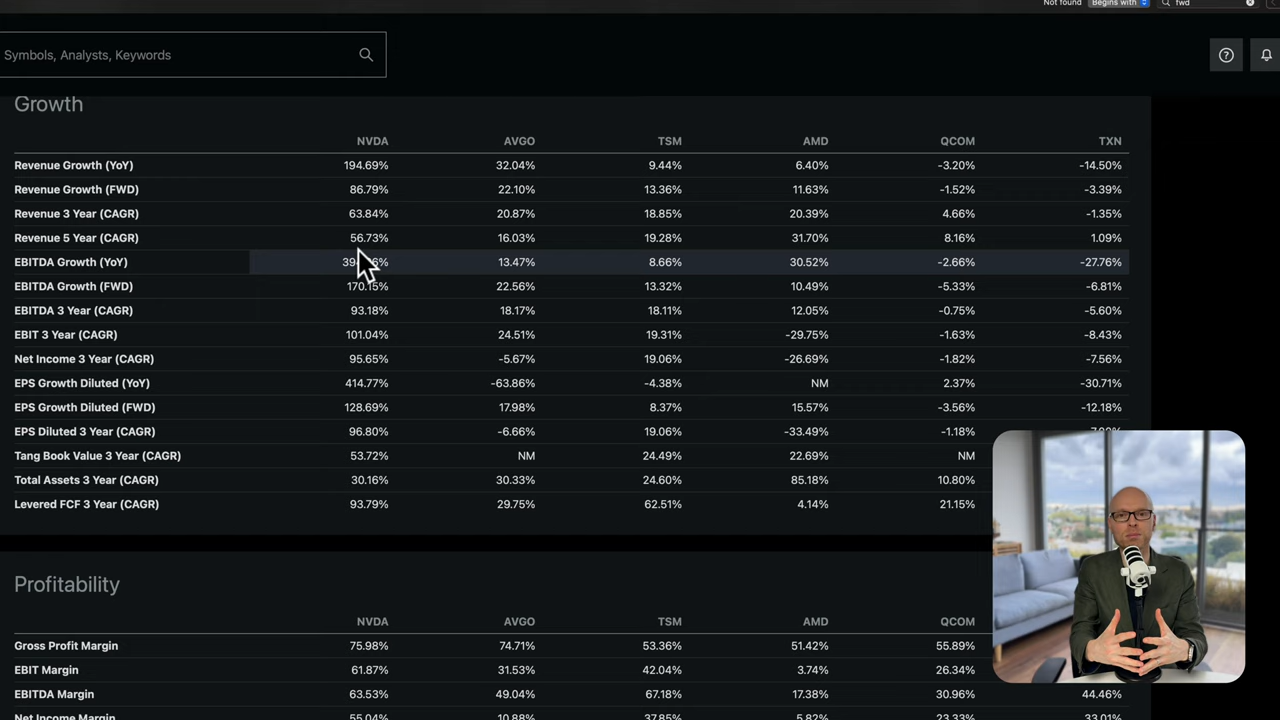 Not found Begins with fwd
Symbols, Analysts, Keywords
Growth
NVDA AVGO TSM AMD QCOM TXN
Revenue Growth (YoY) 194.69% 32.04% 9.44% 6.40% -3.20% -14.50%
Revenue Growth (FWD) 86.79% 22.10% 13.36% 11.63% -1.52% -3.39%
Revenue 3 Year (CAGR) 63.84% 20.87% 18.85% 20.39% 4.66% -1.35%
Revenue 5 Year (CAGR) 56.73% 16.03% 19.28% 31.70% 8.16% 1.09%
EBITDA Growth (YoY) 13.47% 8.66% 30.52% -2.66% -27.76%
EBITDA Growth (FWD) 170.15% 22.56% 13.32% 10.49% -5.33% -6.81%
EBITDA 3 Year (CAGR) 93.18% 18.17% 18.11% 12.05% -0.75% -5.60%
EBIT 3 Year (CAGR) 101.04% 24.51% 19.31% -29.75% -1.63% -8.43%
Net Income 3 Year (CAGR) 95.65% -5.67% 19.06% -26.69% -1.82% -7.56%
EPS Growth Diluted (YoY) 414.77% -63.86% -4.38% NM 2.37% -30.71%
EPS Growth Diluted (FWD) 128.69% 17.98% 8.37% 15.57% -3.56% -12.18%
EPS Diluted 3 Year (CAGR) 96.80% -6.66% 19.06% -33.49% -1.18%
Tang Book Value 3 Year (CAGR) 53.72% NM 24.49% 22.69% NM
Total Assets 3 Year (CAGR) 30.16% 30.33% 24.60% 85.18% 10.80%
Levered FCF 3 Year (CAGR) 93.79% 29.75% 62.51% 4.14% 21.15%
Profitability
NVDA AVGO TSM AMD QCOM
Gross Profit Margin 75.98% 74.71% 53.36% 51.42% 55.89%
EBIT Margin 61.87% 31.53% 42.04% 3.74% 26.34%
EBITDA Margin 63.53% 49.04% 67.18% 17.38% 30.96% 44.46%
Net Income Margin 55.04% 10.88% 37.85% 5.82% 23.33% 33.01%